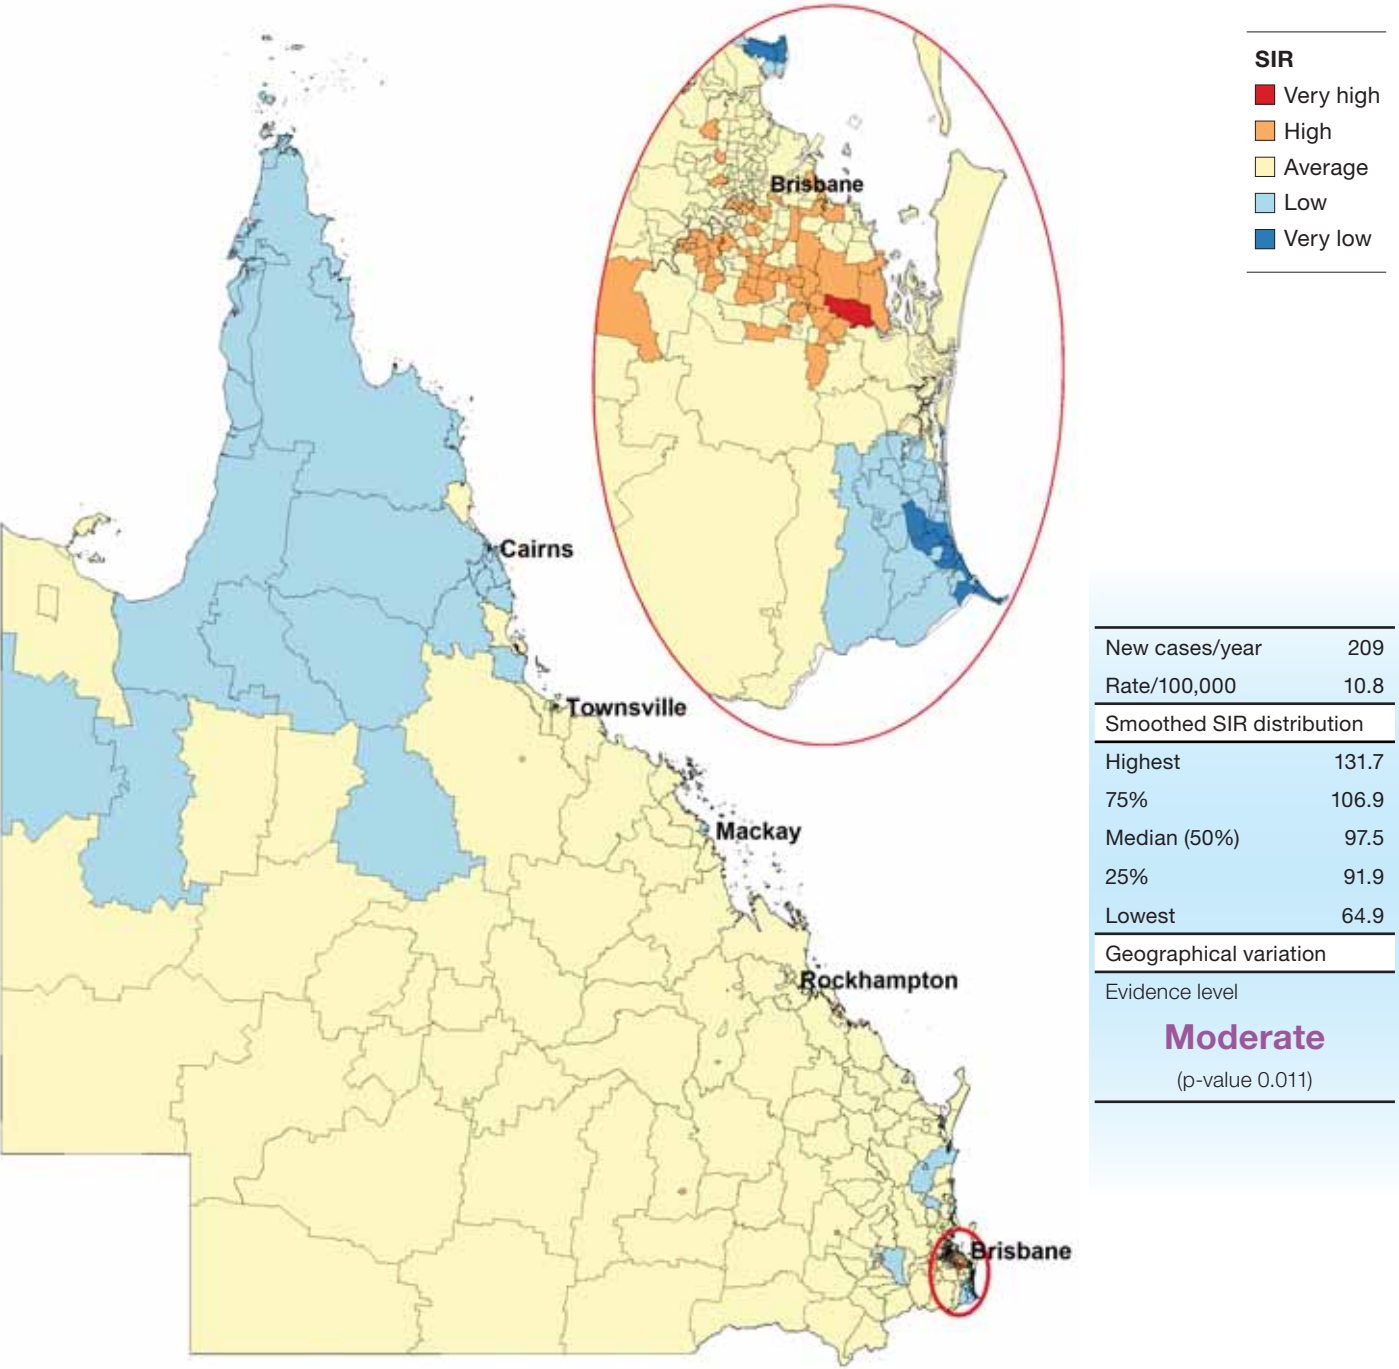 SIR
Very high
High
Average
Low
Very low
Brisbane
Cairns
Townsville
Mackay
Rockhampton
Brisbane
New cases/year 209
Rate/100,000 10.8
Smoothed SIR distribution
Highest 131.7
75% 106.9
Median (50%) 97.5
25% 91.9
Lowest 64.9
Geographical variation
Evidence level
Moderate
(p-value 0.011)